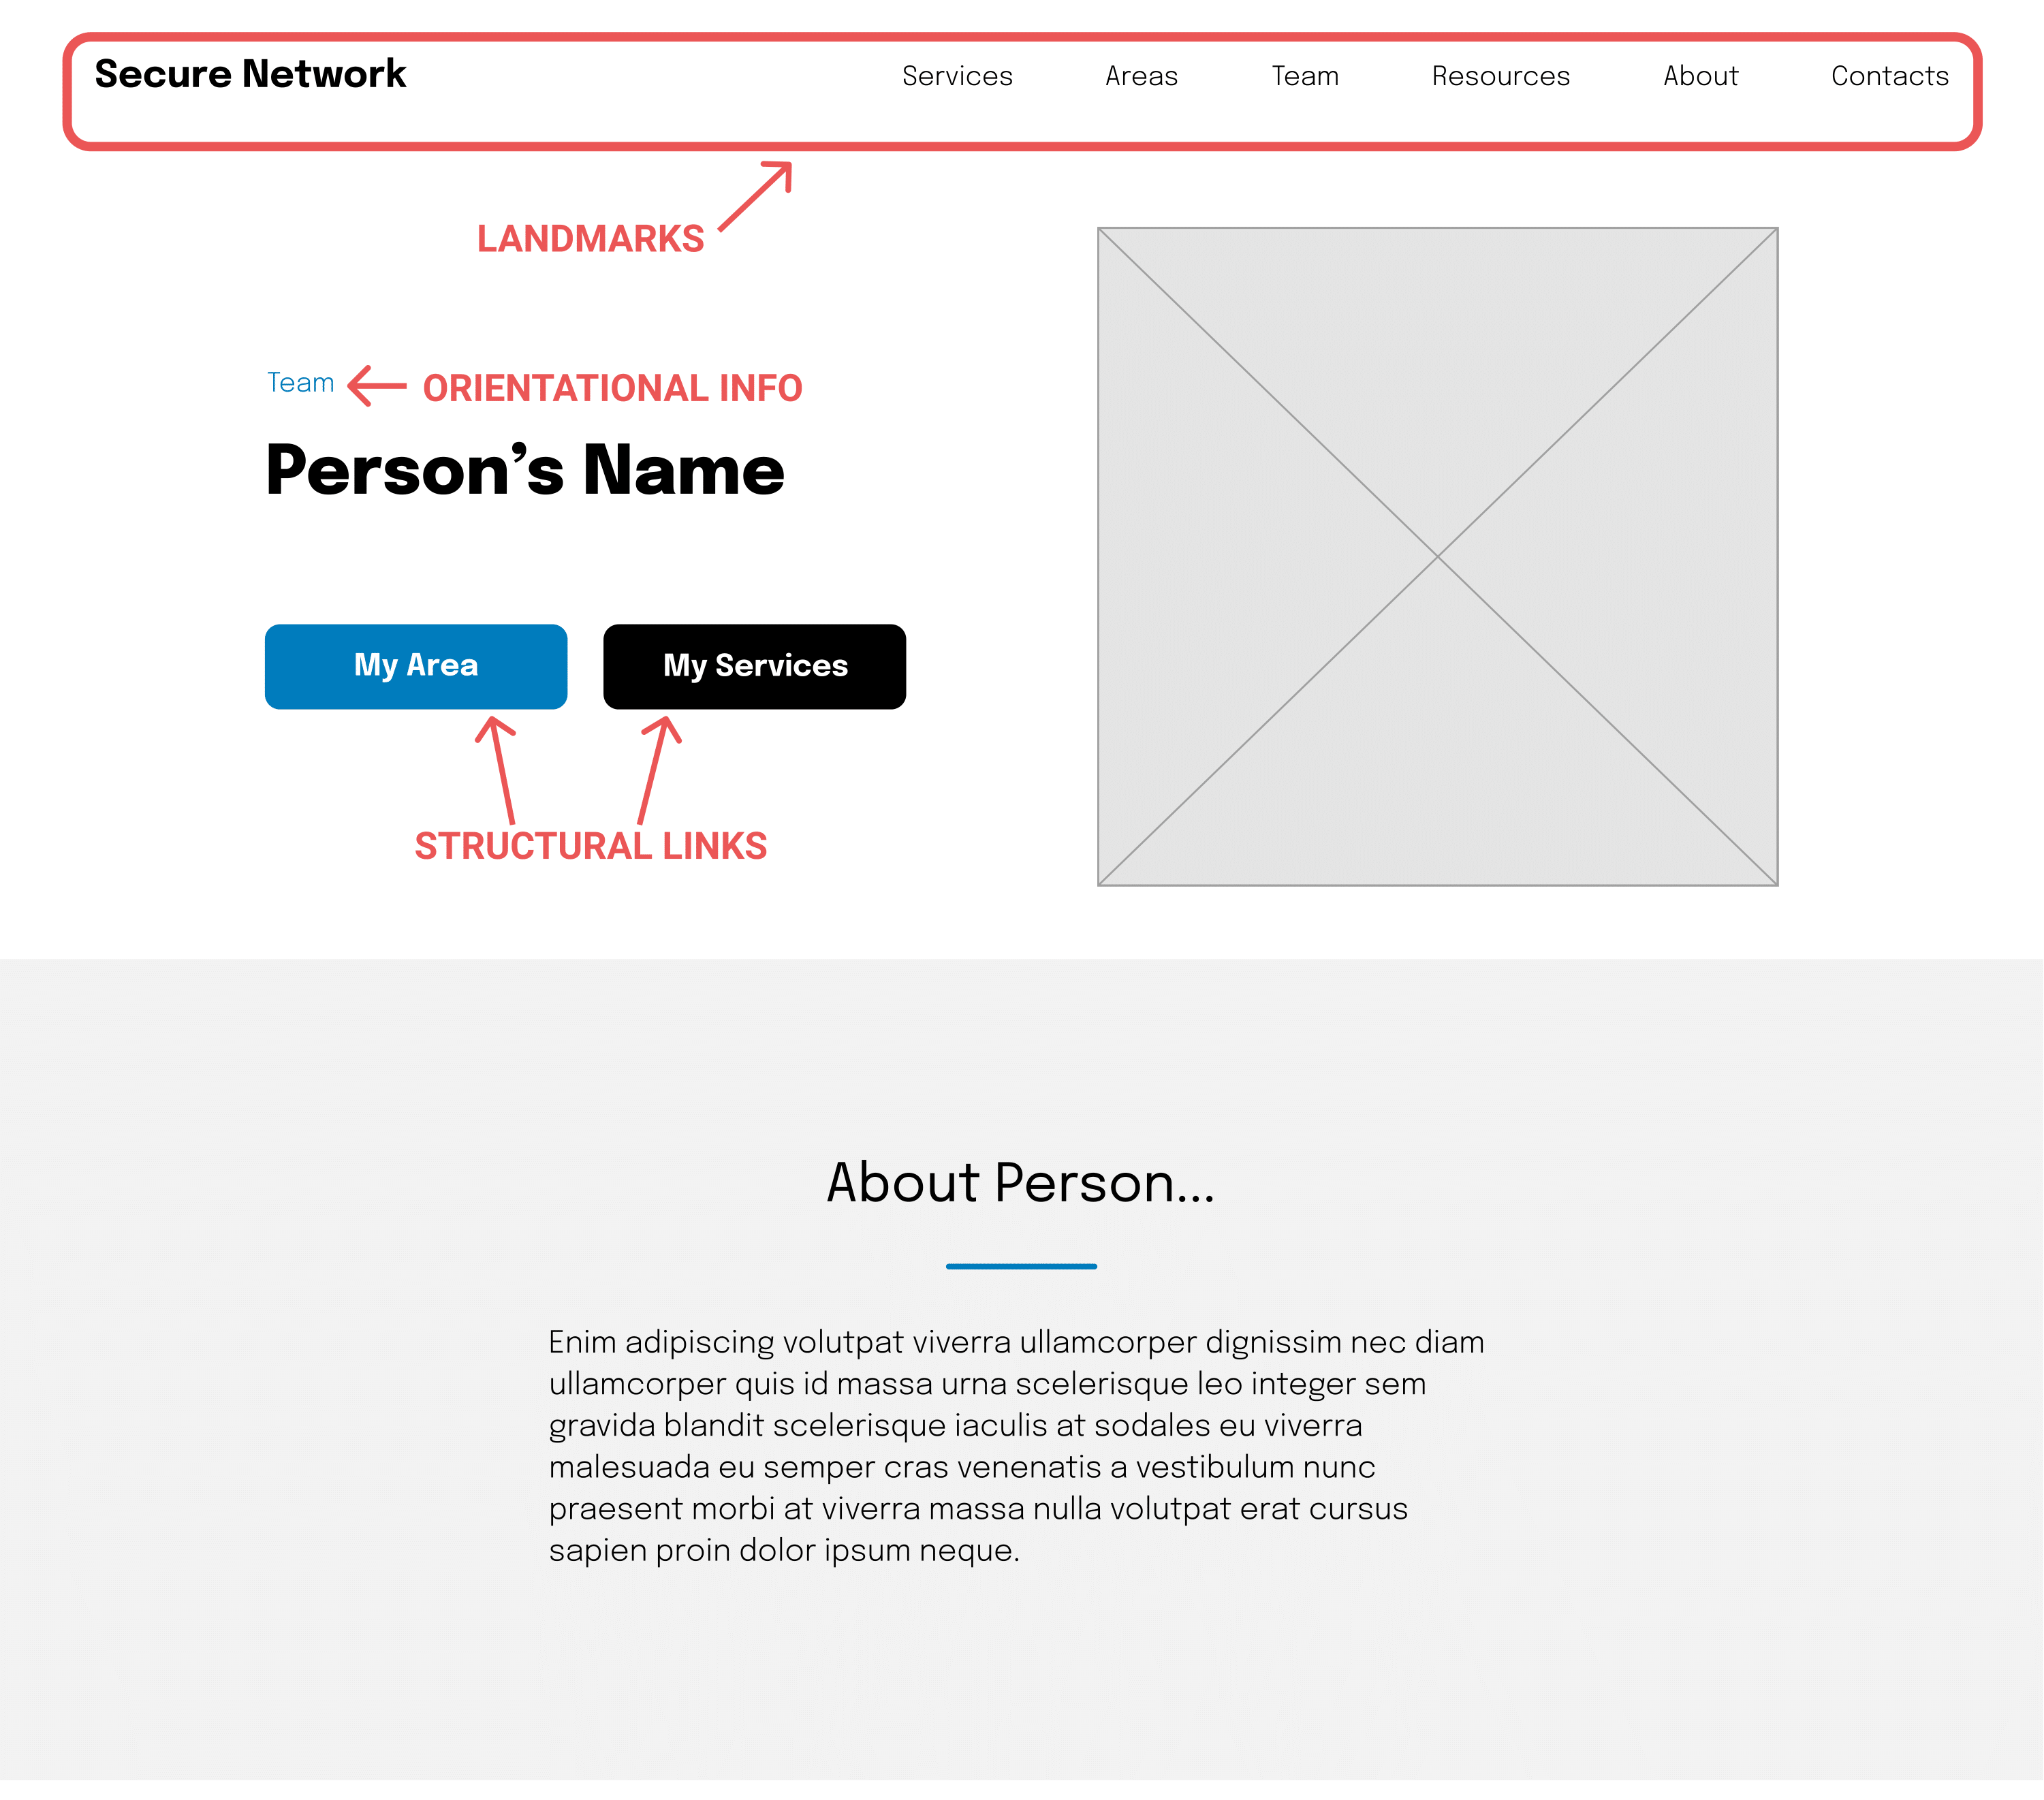 Secure Network Services Areas Team Resources About Contacts
LANDMARKS
Team ORIENTATIONAL INFO
Person’s Name
My Area My Services
STRUCTURAL LINKS
About Person...
Enim adipiscing volutpat viverra ullamcorper dignissim nec diam
ullamcorper quis id massa urna scelerisque leo integer sem
gravida blandit scelerisque iaculis at sodales eu viverra
malesuada eu semper cras venenatis a vestibulum nunc
praesent morbi at viverra massa nulla volutpat erat cursus
sapien proin dolor ipsum neque.